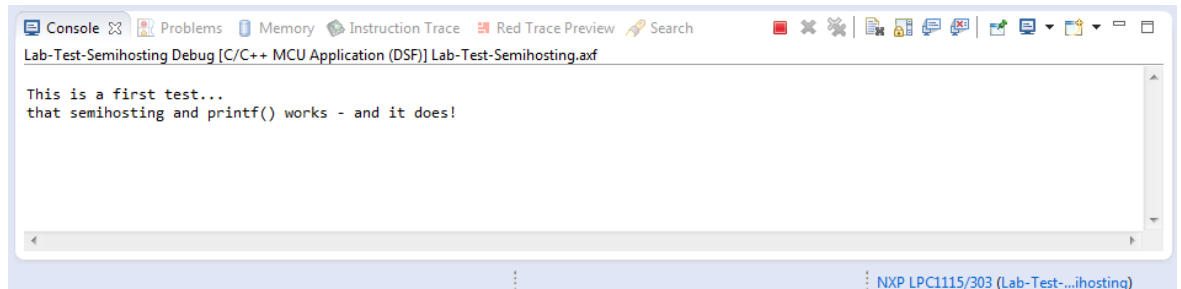 Console Problems Memory Instruction Trace Red Trace Preview Search
Lab-Test-Semihosting Debug [C/C++ MCU Application (DSF)] Lab-Test-Semihosting.axf
This is a first test...
that semihosting and printf() works - and it does!
NXP LPC1115/303 (Lab-Test-...ihosting)